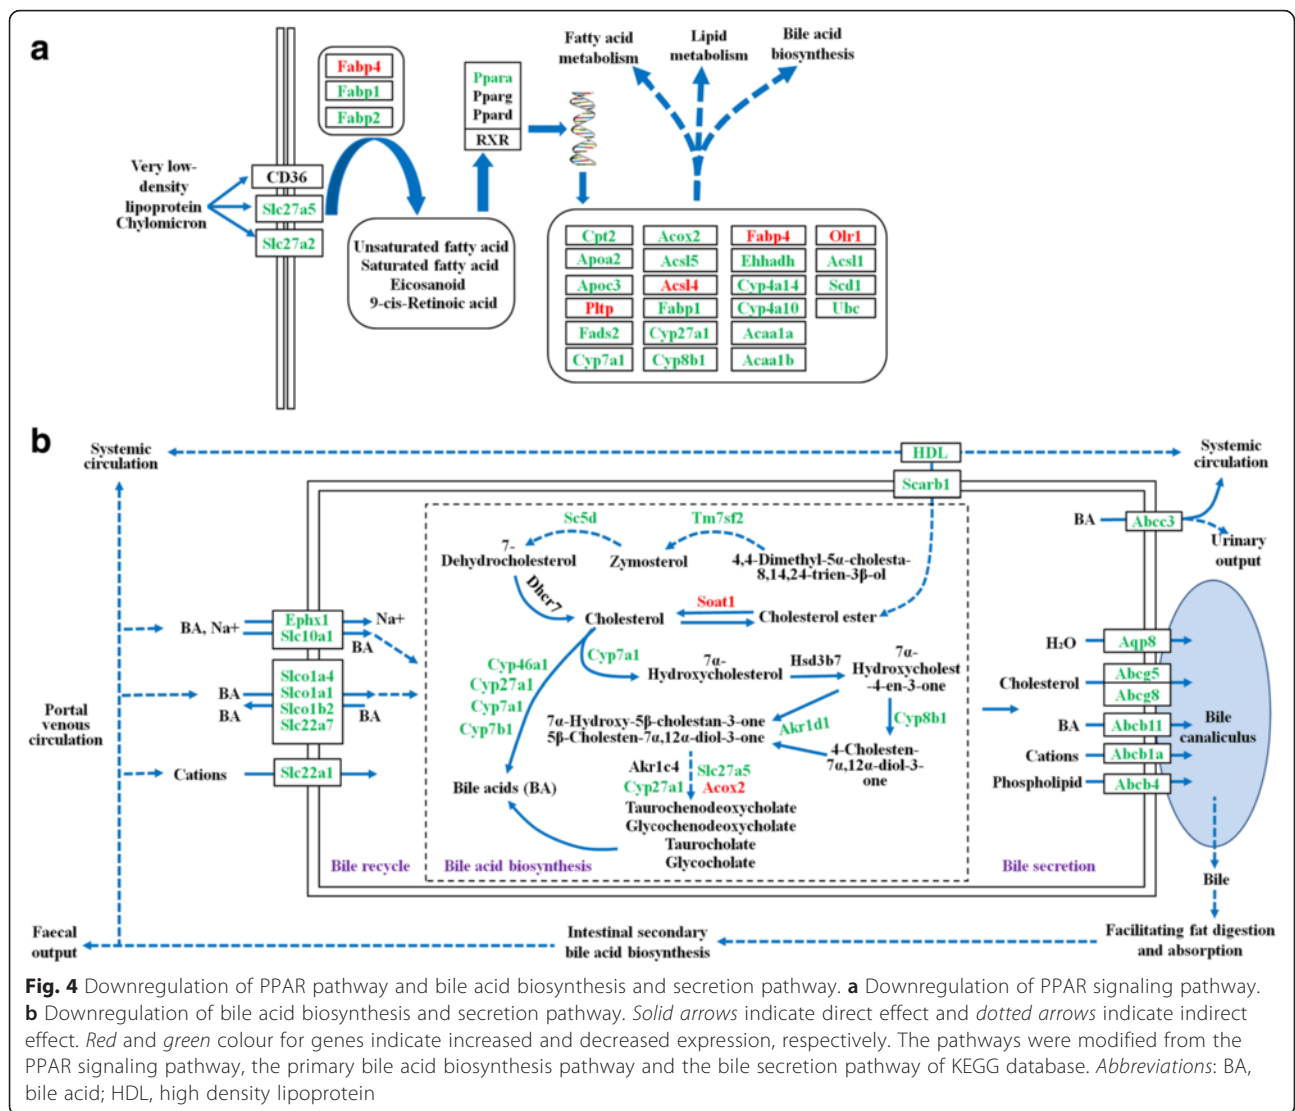 a
Fabp4
Fabp1
Fabp2
Very low-
density
lipoprotein
Chylomicron
CD36
Slc27a5
Slc27a2
Unsaturated fatty acid
Saturated fatty acid
Eicosanoid
9-cis-Retinoic acid
Ppara
Pparg
Ppard
RXR
Fatty acid
metabolism
Lipid
metabolism
Bile acid
biosynthesis
Cpt2 Acox2 Fabp4 Olr1
Apoa2 Acsl5 Ehhadh Acsl1
Apoc3 Acsl4 Cyp4a14 Scd1
Pltp Fabp1 Cyp4a10 Ubc
Fads2 Cyp27a1 Acaa1a
Cyp7a1 Cyp8b1 Acaa1b
b
Systemic
circulation
HDL
Scarb1
Systemic
circulation
BA
Abcc3
Urinary
output
Sc5d
Tm7sf2
7-
Dehydrocholesterol
Zymosterol
4,4-Dimethyl-5α-cholesta-
8,14,24-trien-3β-ol
Dhcr7
Cholesterol
Soat1
Cholesterol ester
BA, Na+
Ephx1
Slc10a1
Na+
BA
BA
BA
Slco1a4
Slco1a1
Slco1b2
Slc22a7
BA
Portal
venous
circulation
Cations
Slc22a1
Cyp46a1
Cyp27a1
Cyp7a1
Cyp7b1
Cyp7a1
7α-
Hydroxycholesterol
Hsd3b7
7α-
Hydroxycholest
-4-en-3-one
7α-Hydroxy-5β-cholestan-3-one
5β-Cholesten-7α,12α-diol-3-one
Akr1d1
Cyp8b1
4-Cholesten-
7α,12α-diol-3-
one
Akr1c4
Cyp27a1
Slc27a5
Acox2
Bile acids (BA)
Taurochenodeoxycholate
Glycochenodeoxycholate
Taurocholate
Glycocholate
H₂O
Aqp8
Cholesterol
Abcg5
Abcg8
BA
Abcb11
Cations
Abcb1a
Phospholipid
Abcb4
Bile
canaliculus
Bile recycle
Bile acid biosynthesis
Bile secretion
Bile
Faecal
output
Intestinal secondary
bile acid biosynthesis
Facilitating fat digestion
and absorption
Fig. 4 Downregulation of PPAR pathway and bile acid biosynthesis and secretion pathway. a Downregulation of PPAR signaling pathway.
b Downregulation of bile acid biosynthesis and secretion pathway. Solid arrows indicate direct effect and dotted arrows indicate indirect
effect. Red and green colour for genes indicate increased and decreased expression, respectively. The pathways were modified from the
PPAR signaling pathway, the primary bile acid biosynthesis pathway and the bile secretion pathway of KEGG database. Abbreviations: BA,
bile acid; HDL, high density lipoprotein